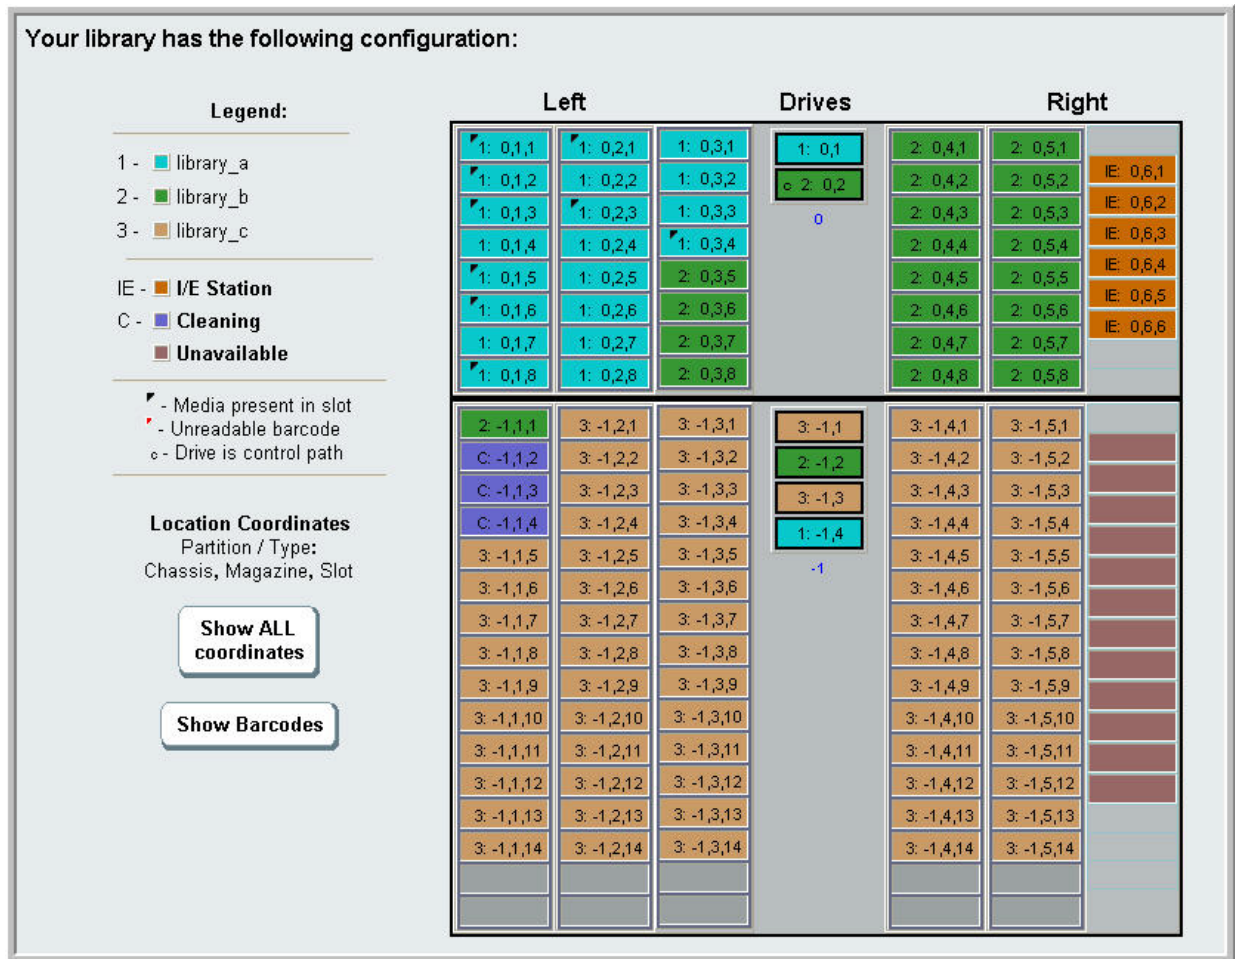 Your library has the following configuration:
Legend:
1 - library_a
2 - library_b
3 - library_c
IE - I/E Station
C - Cleaning
Unavailable
- Media present in slot
- Unreadable barcode
c - Drive is control path
Location Coordinates
Partition / Type:
Chassis, Magazine, Slot
Show ALL
coordinates
Show Barcodes
Left Drives Right
1: 0,1,1 1: 0,2,1 1: 0,3,1 1: 0,1 2: 0,4,1 2: 0,5,1 IE: 0,6,1
1: 0,1,2 1: 0,2,2 1: 0,3,2 c 2: 0,2 2: 0,4,2 2: 0,5,2 IE: 0,6,2
1: 0,1,3 1: 0,2,3 1: 0,3,3 0 2: 0,4,3 2: 0,5,3 IE: 0,6,3
1: 0,1,4 1: 0,2,4 1: 0,3,4 2: 0,4,4 2: 0,5,4 IE: 0,6,4
1: 0,1,5 1: 0,2,5 2: 0,3,5 2: 0,4,5 2: 0,5,5 IE: 0,6,5
1: 0,1,6 1: 0,2,6 2: 0,3,6 2: 0,4,6 2: 0,5,6 IE: 0,6,6
1: 0,1,7 1: 0,2,7 2: 0,3,7 2: 0,4,7 2: 0,5,7
1: 0,1,8 1: 0,2,8 2: 0,3,8 2: 0,4,8 2: 0,5,8
2: -1,1,1 3: -1,2,1 3: -1,3,1 3: -1,1 3: -1,4,1 3: -1,5,1
C: -1,1,2 3: -1,2,2 3: -1,3,2 2: -1,2 3: -1,4,2 3: -1,5,2
C: -1,1,3 3: -1,2,3 3: -1,3,3 3: -1,3 3: -1,4,3 3: -1,5,3
C: -1,1,4 3: -1,2,4 3: -1,3,4 1: -1,4 3: -1,4,4 3: -1,5,4
3: -1,1,5 3: -1,2,5 3: -1,3,5 -1 3: -1,4,5 3: -1,5,5
3: -1,1,6 3: -1,2,6 3: -1,3,6 3: -1,4,6 3: -1,5,6
3: -1,1,7 3: -1,2,7 3: -1,3,7 3: -1,4,7 3: -1,5,7
3: -1,1,8 3: -1,2,8 3: -1,3,8 3: -1,4,8 3: -1,5,8
3: -1,1,9 3: -1,2,9 3: -1,3,9 3: -1,4,9 3: -1,5,9
3: -1,1,10 3: -1,2,10 3: -1,3,10 3: -1,4,10 3: -1,5,10
3: -1,1,11 3: -1,2,11 3: -1,3,11 3: -1,4,11 3: -1,5,11
3: -1,1,12 3: -1,2,12 3: -1,3,12 3: -1,4,12 3: -1,5,12
3: -1,1,13 3: -1,2,13 3: -1,3,13 3: -1,4,13 3: -1,5,13
3: -1,1,14 3: -1,2,14 3: -1,3,14 3: -1,4,14 3: -1,5,14